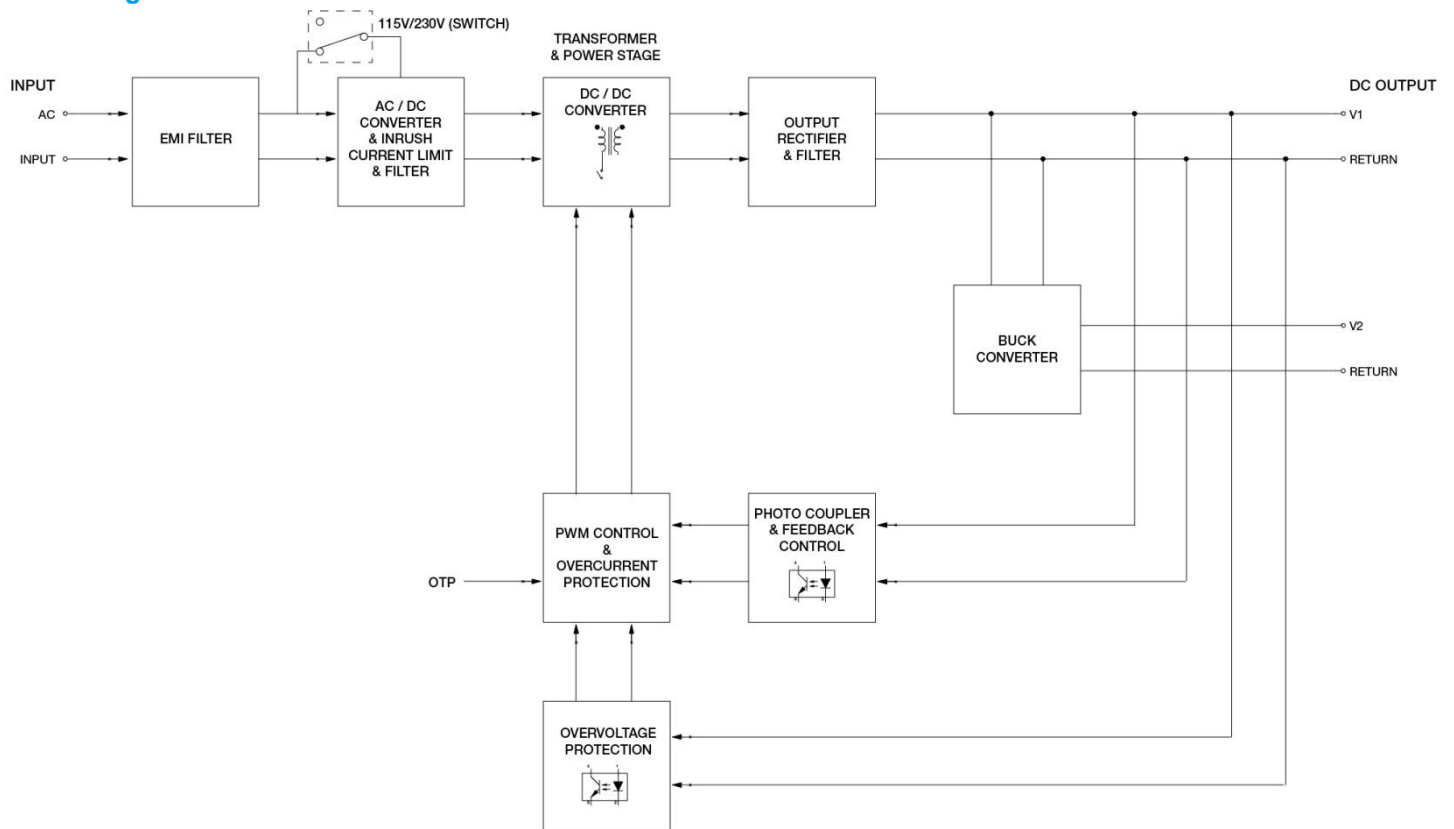 115V/230V (SWITCH)
TRANSFORMER
& POWER STAGE
INPUT
DC OUTPUT
AC
INPUT
EMI FILTER
AC / DC
CONVERTER
& INRUSH
CURRENT LIMIT
& FILTER
DC / DC
CONVERTER
OUTPUT
RECTIFIER
& FILTER
V1
RETURN
BUCK
CONVERTER
V2
RETURN
OTP
PWM CONTROL
&
OVERCURRENT
PROTECTION
PHOTO COUPLER
& FEEDBACK
CONTROL
OVERVOLTAGE
PROTECTION